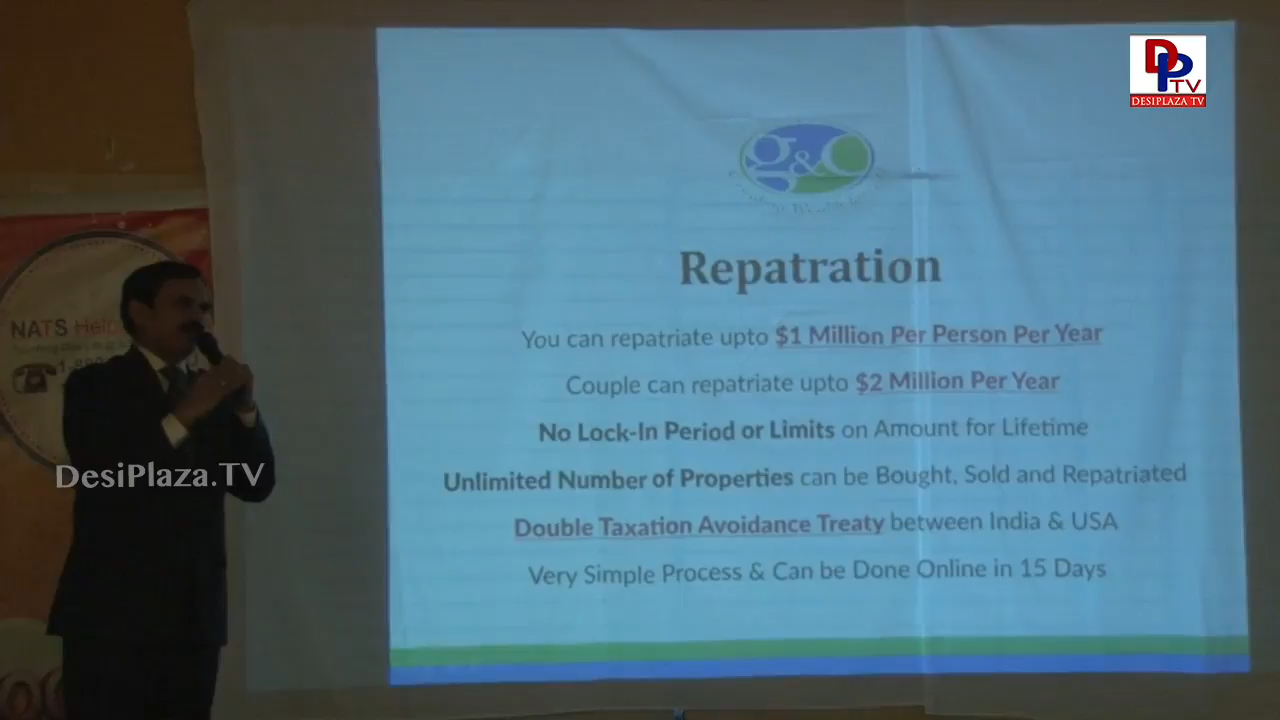 DPTV
DESIPLAZA TV
g&c
Repatration
You can repatriate upto $1 Million Per Person Per Year
Couple can repatriate upto $2 Million Per Year
No Lock-In Period or Limits on Amount for Lifetime
Unlimited Number of Properties can be Bought, Sold and Repatriated
Double Taxation Avoidance Treaty between India & USA
Very Simple Process & Can be Done Online in 15 Days
NATS Help
DesiPlaza.TV